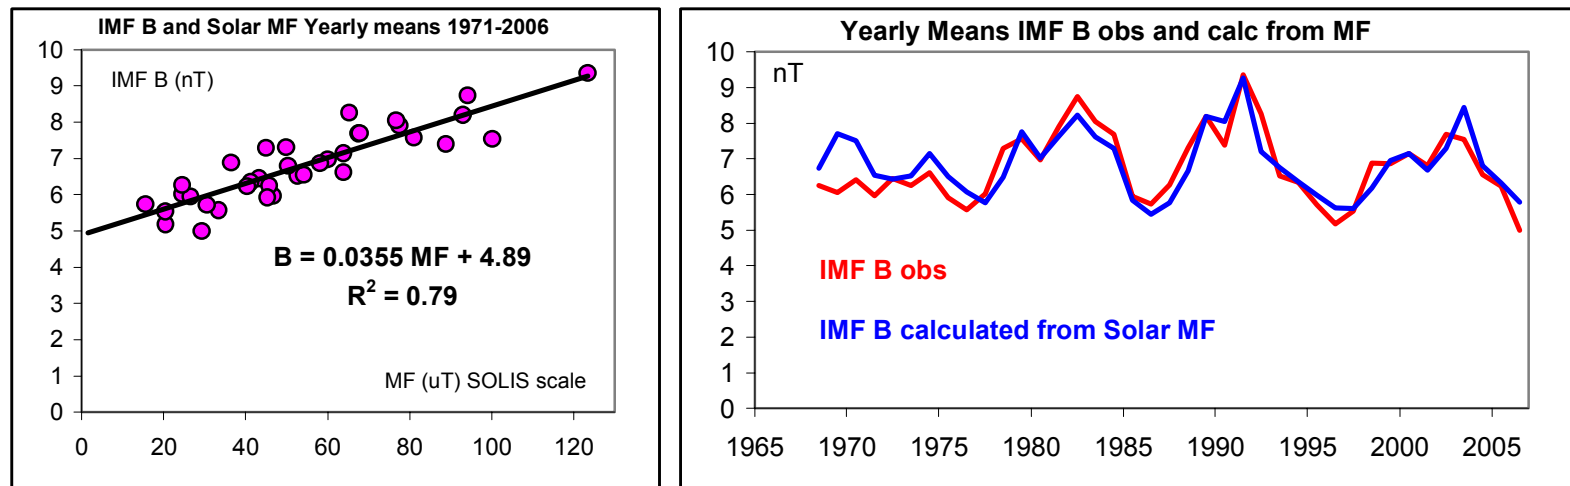 IMF B and Solar MF Yearly means 1971-2006
10
9
8
7
6
5
4
3
2
1
0
IMF B (nT)
B = 0.0355 MF + 4.89
R² = 0.79
MF (uT) SOLIS scale
0 20 40 60 80 100 120
Yearly Means IMF B obs and calc from MF
10
9
8
7
6
5
4
3
2
1
0
nT
IMF B obs
IMF B calculated from Solar MF
1965 1970 1975 1980 1985 1990 1995 2000 2005